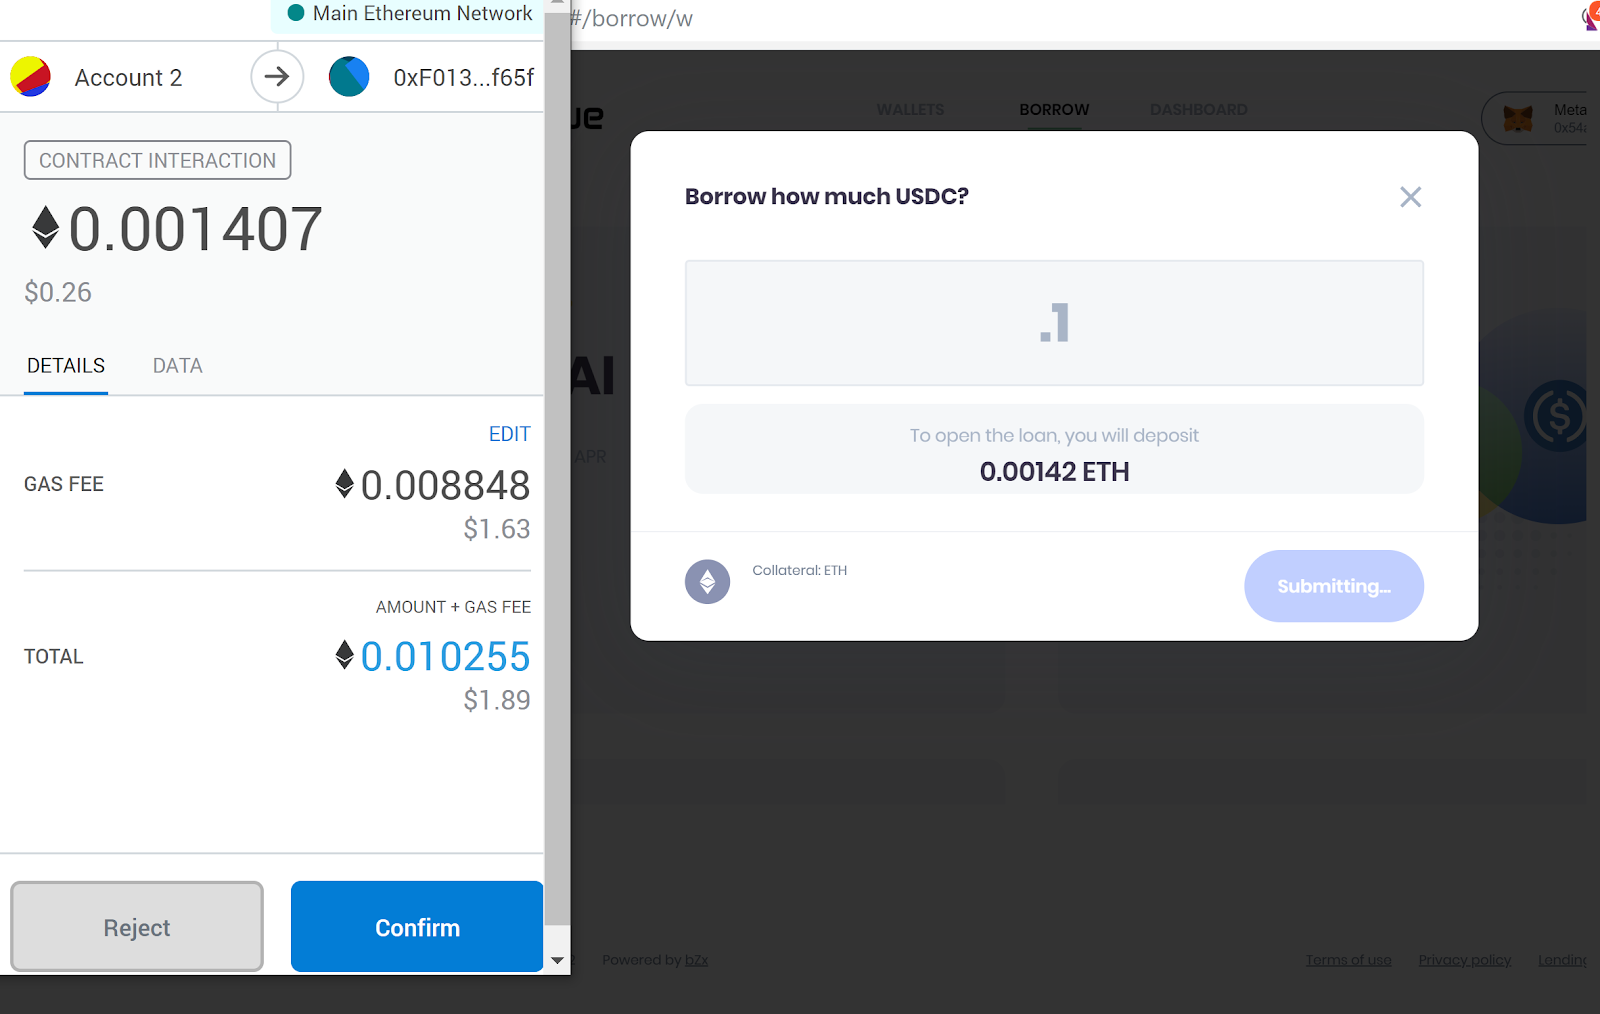 Main Ethereum Network
#/borrow/w
Account 2
0xF013...f65f
CONTRACT INTERACTION
0.001407
$0.26
DETAILS DATA
EDIT
GAS FEE 0.008848
$1.63
AMOUNT + GAS FEE
TOTAL 0.010255
$1.89
Reject Confirm
WALLETS BORROW DASHBOARD
Meta
0x54a
Borrow how much USDC?
.1
To open the loan, you will deposit
0.00142 ETH
Collateral: ETH
Submitting...
AI
APR
Powered by bZx
Terms of use Privacy policy Lending